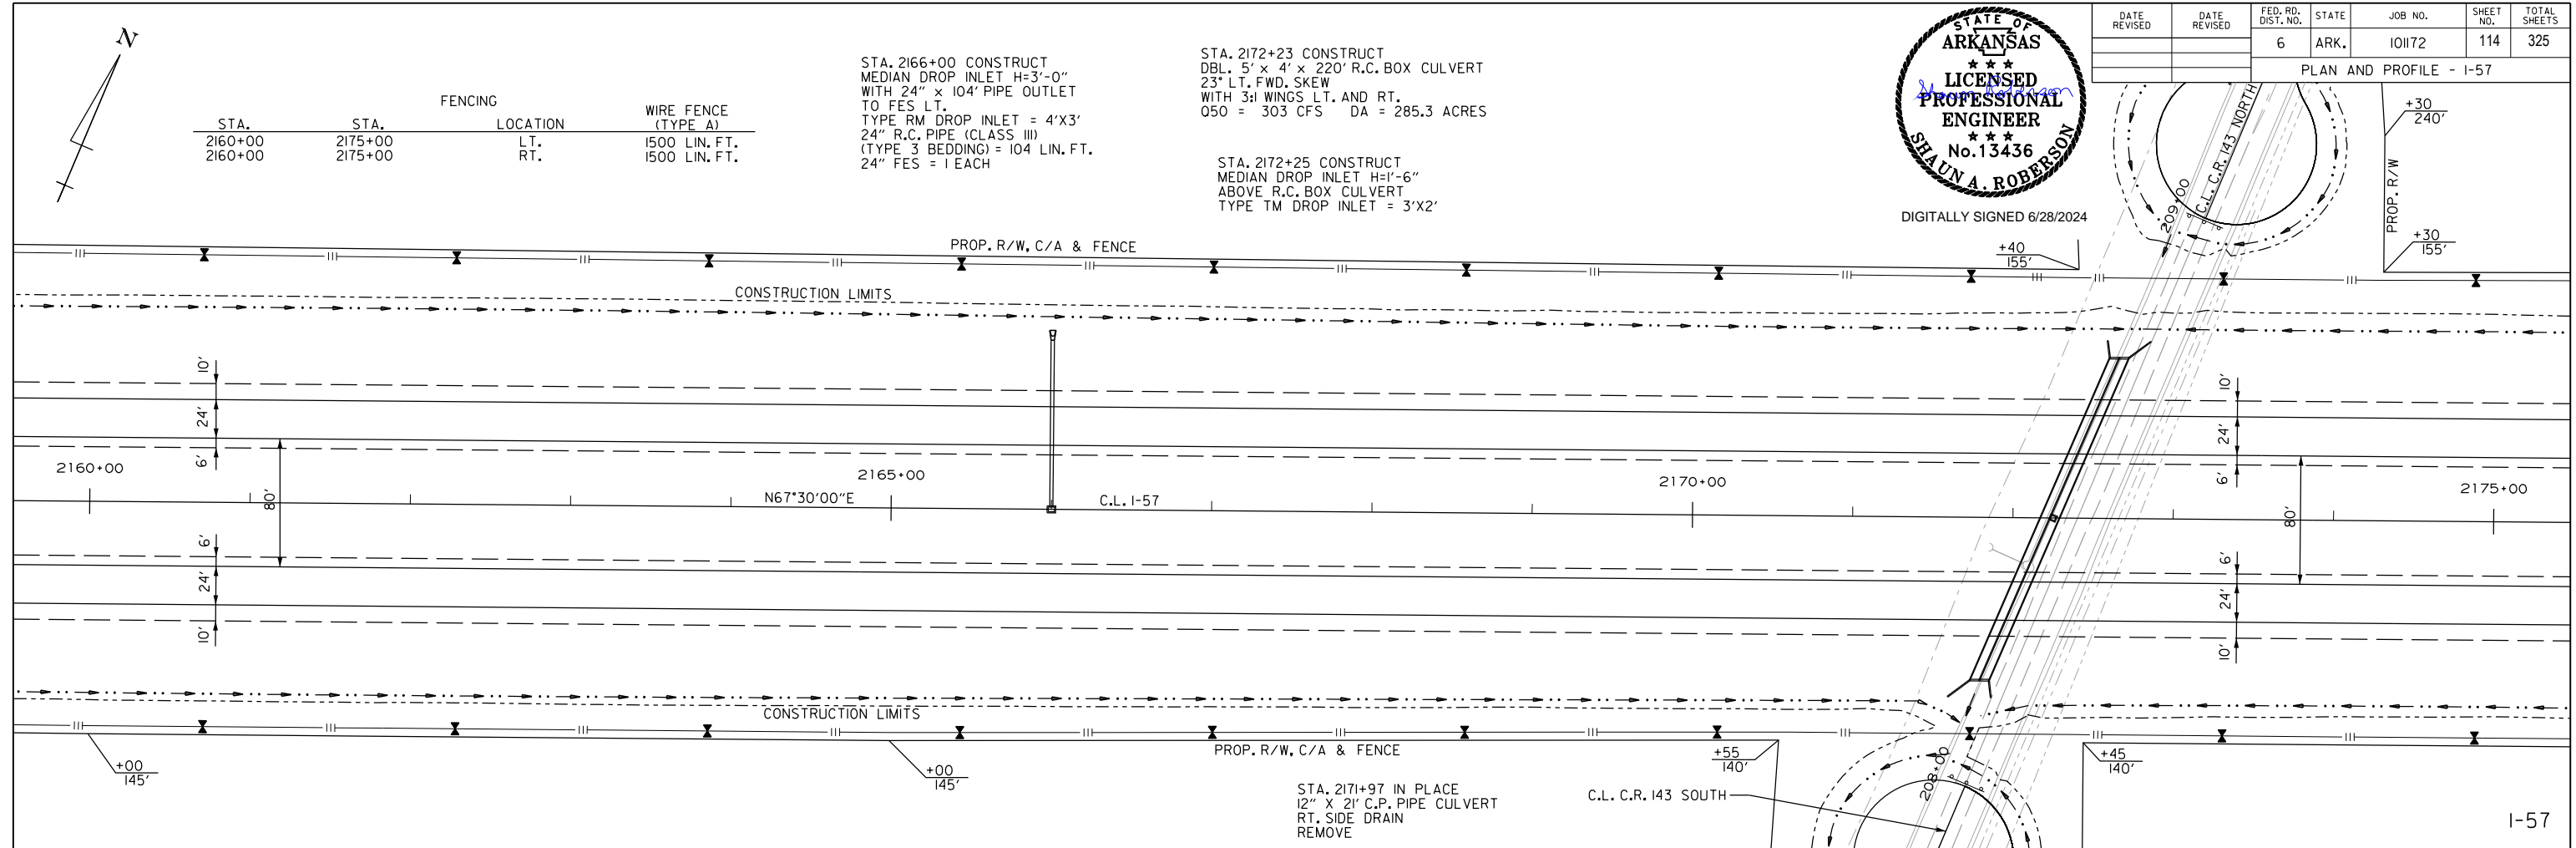 N
FENCING
STA. STA. LOCATION WIRE FENCE (TYPE A)
2160+00 2175+00 LT. 1500 LIN. FT.
2160+00 2175+00 RT. 1500 LIN. FT.
STA. 2166+00 CONSTRUCT
MEDIAN DROP INLET H=3'-0"
WITH 24" x 104' PIPE OUTLET
TO FES LT.
TYPE RM DROP INLET = 4'X3'
24" R.C. PIPE (CLASS III)
(TYPE 3 BEDDING) = 104 LIN. FT.
24" FES = 1 EACH
STA. 2172+23 CONSTRUCT
DBL. 5' x 4' x 220' R.C. BOX CULVERT
23° LT. FWD. SKEW
WITH 3:1 WINGS LT. AND RT.
Q50 = 303 CFS DA = 285.3 ACRES
STA. 2172+25 CONSTRUCT
MEDIAN DROP INLET H=1'-6"
ABOVE R.C. BOX CULVERT
TYPE TM DROP INLET = 3'X2'
STATE OF
ARKANSAS
LICENSED
PROFESSIONAL
ENGINEER
No. 13436
SHAUN A. ROBERSON
Shaun Roberson
DIGITALLY SIGNED 6/28/2024
DATE REVISED DATE REVISED FED. RD. DIST. NO. STATE JOB NO. SHEET NO. TOTAL SHEETS
6 ARK. 101172 114 325
PLAN AND PROFILE - I-57
C.L. C.R. 143 NORTH
209+00
+30
240'
PROP. R/W
+30
155'
+40
155'
PROP. R/W, C/A & FENCE
CONSTRUCTION LIMITS
10'
24'
6'
10'
24'
6'
2160+00
2165+00
2170+00
2175+00
80'
N67°30'00"E
C.L. I-57
80'
6'
24'
10'
6'
24'
10'
CONSTRUCTION LIMITS
PROP. R/W, C/A & FENCE
+00
145'
+00
145'
+55
140'
+45
140'
208+00
STA. 2171+97 IN PLACE
12" X 21' C.P. PIPE CULVERT
RT. SIDE DRAIN
REMOVE
C.L. C.R. 143 SOUTH
I-57